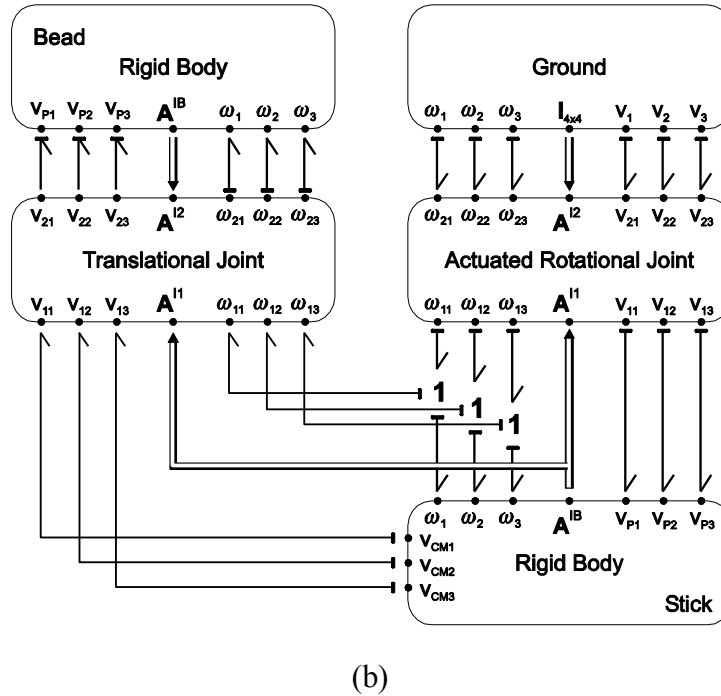 Bead
Rigid Body
Ground
V_P1 V_P2 V_P3 A^IB ω_1 ω_2 ω_3
ω_1 ω_2 ω_3 I_4x4 V_1 V_2 V_3
V_21 V_22 V_23 A^I2 ω_21 ω_22 ω_23
ω_21 ω_22 ω_23 A^I2 V_21 V_22 V_23
Translational Joint
Actuated Rotational Joint
V_11 V_12 V_13 A^I1 ω_11 ω_12 ω_13
ω_11 ω_12 ω_13 A^I1 V_11 V_12 V_13
1
1
1
ω_1 ω_2 ω_3 A^IB V_P1 V_P2 V_P3
V_CM1
V_CM2
Rigid Body
V_CM3
Stick
(b)